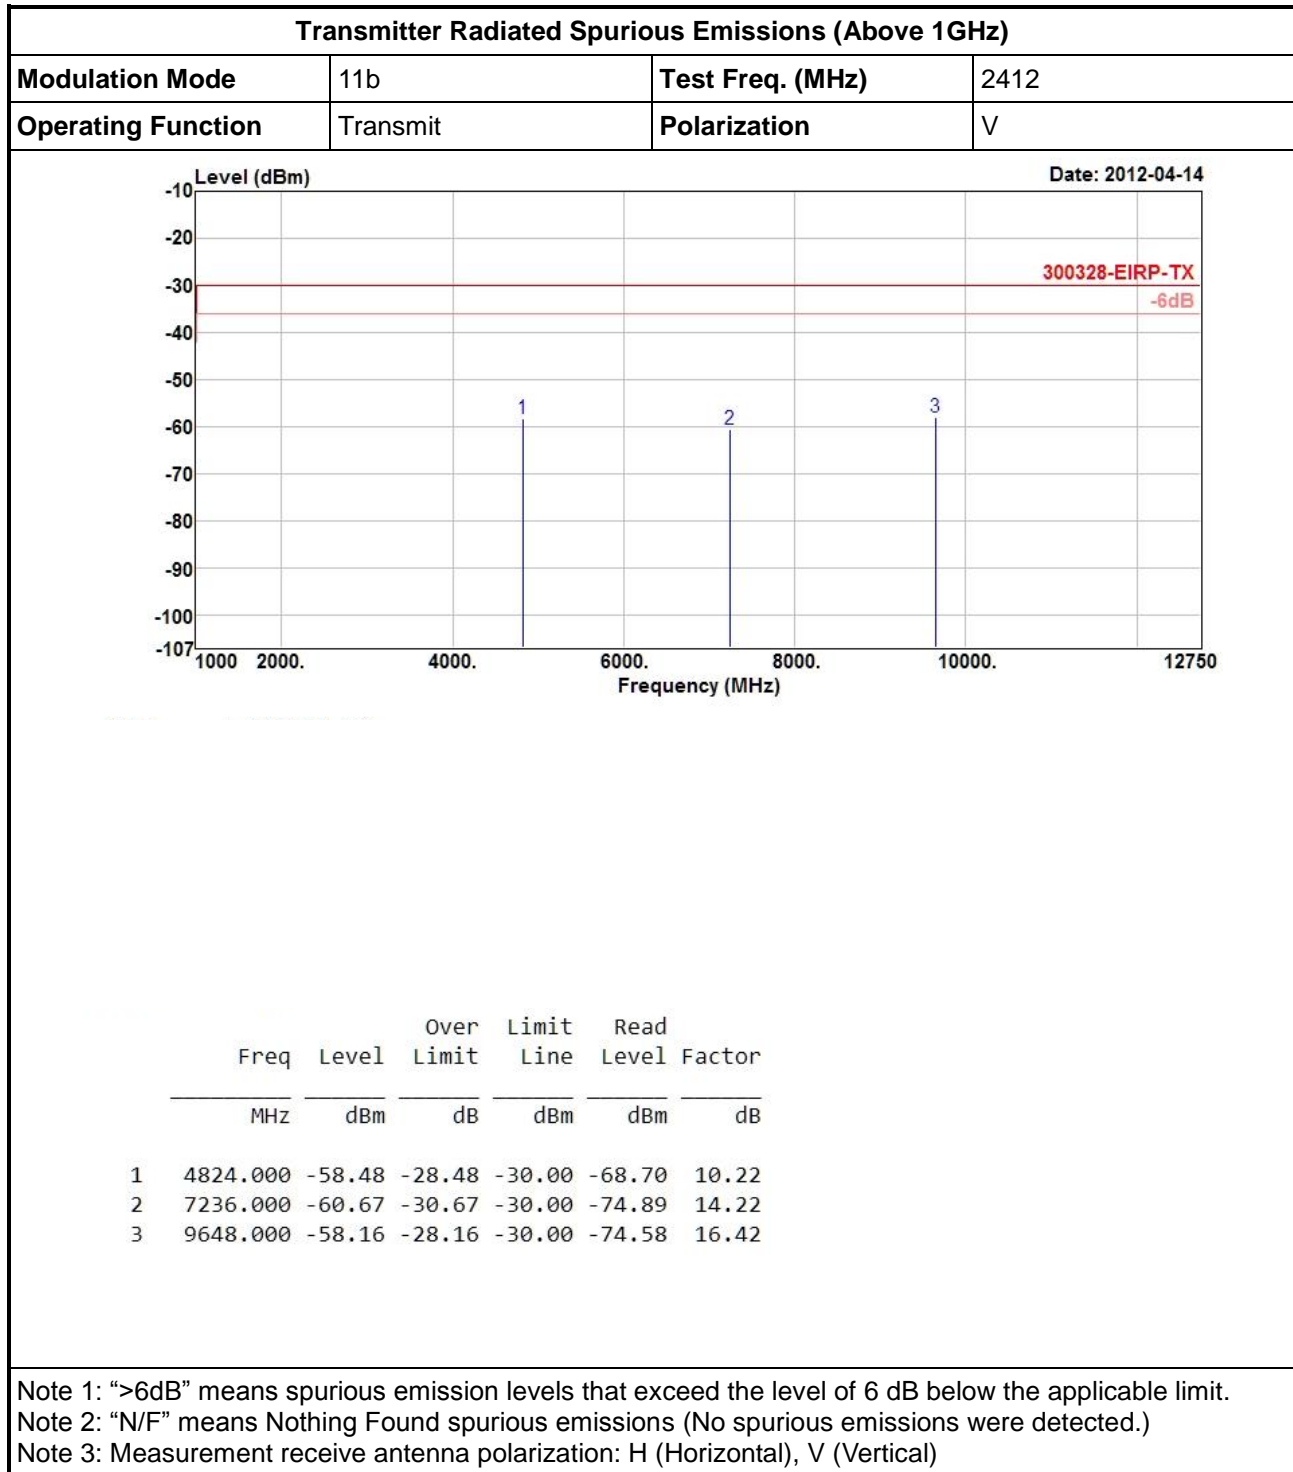 Transmitter Radiated Spurious Emissions (Above 1GHz)
Modulation Mode 11b Test Freq. (MHz) 2412
Operating Function Transmit Polarization V
Level (dBm) Date: 2012-04-14
-10
-20
300328-EIRP-TX
-30
-6dB
-40
-50
1 2 3
-60
-70
-80
-90
-100
-107
1000 2000. 4000. 6000. 8000. 10000. 12750
Frequency (MHz)
Over Limit Read
Freq Level Limit Line Level Factor
MHz dBm dB dBm dBm dB
1 4824.000 -58.48 -28.48 -30.00 -68.70 10.22
2 7236.000 -60.67 -30.67 -30.00 -74.89 14.22
3 9648.000 -58.16 -28.16 -30.00 -74.58 16.42
Note 1: “>6dB” means spurious emission levels that exceed the level of 6 dB below the applicable limit.
Note 2: “N/F” means Nothing Found spurious emissions (No spurious emissions were detected.)
Note 3: Measurement receive antenna polarization: H (Horizontal), V (Vertical)